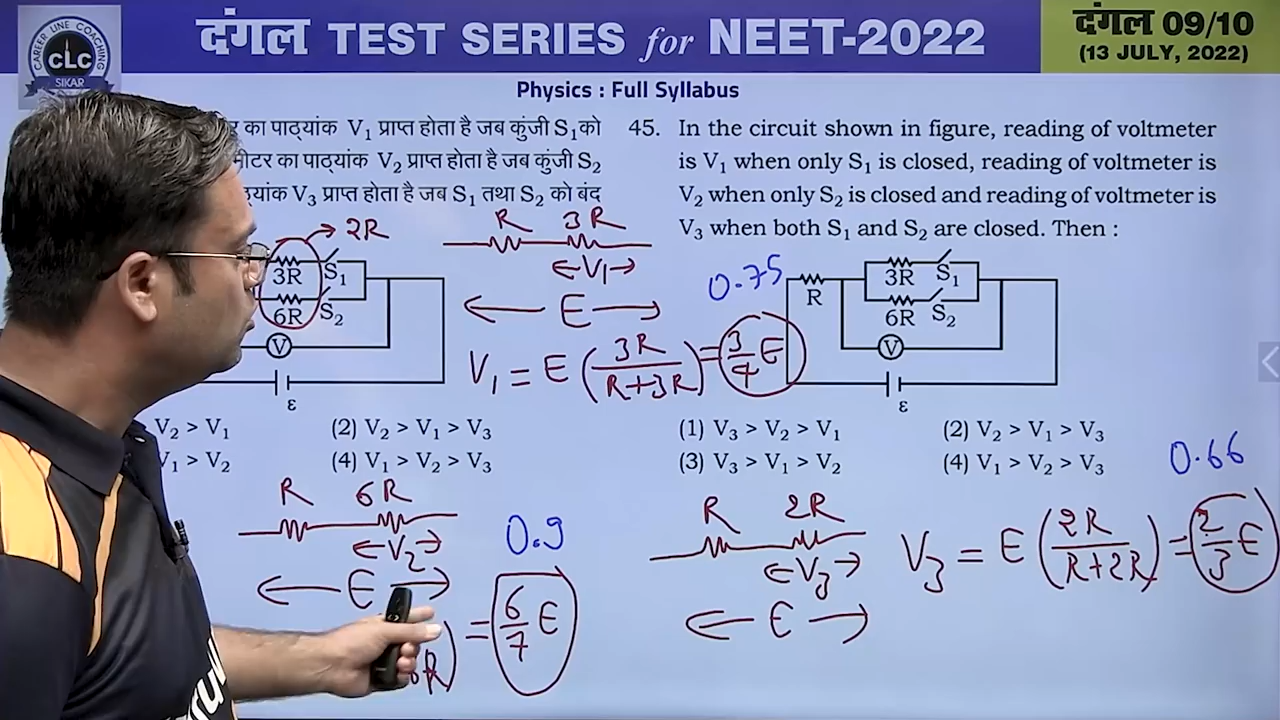 दंगल TEST SERIES for NEET-2022
दंगल 09/10
(13 JULY, 2022)
CAREER LINE COACHING
CLC
SIKAR
Physics : Full Syllabus
का पाठ्यांक V₁ प्राप्त होता है जब कुंजी S₁को
का पाठ्यांक V₂ प्राप्त होता है जब कुंजी S₂
V₃ प्राप्त होता है जब S₁ तथा S₂ को बंद
2R
3R
S₁
6R
S₂
V
ε
V₂ > V₁
(2) V₂ > V₁ > V₃
V₁ > V₂
(4) V₁ > V₂ > V₃
R 3R
V₁
E
V₁ = E (3R/(R+3R)) = 3/4 E
0.75
45. In the circuit shown in figure, reading of voltmeter
is V₁ when only S₁ is closed, reading of voltmeter is
V₂ when only S₂ is closed and reading of voltmeter is
V₃ when both S₁ and S₂ are closed. Then :
R
3R
S₁
6R
S₂
V
ε
(1) V₃ > V₂ > V₁
(2) V₂ > V₁ > V₃
(3) V₃ > V₁ > V₂
(4) V₁ > V₂ > V₃
R 6R
V₂
E
= 6/7 E
0.9
R 2R
V₃
E
V₃ = E (2R/(R+2R)) = 2/3 E
0.66